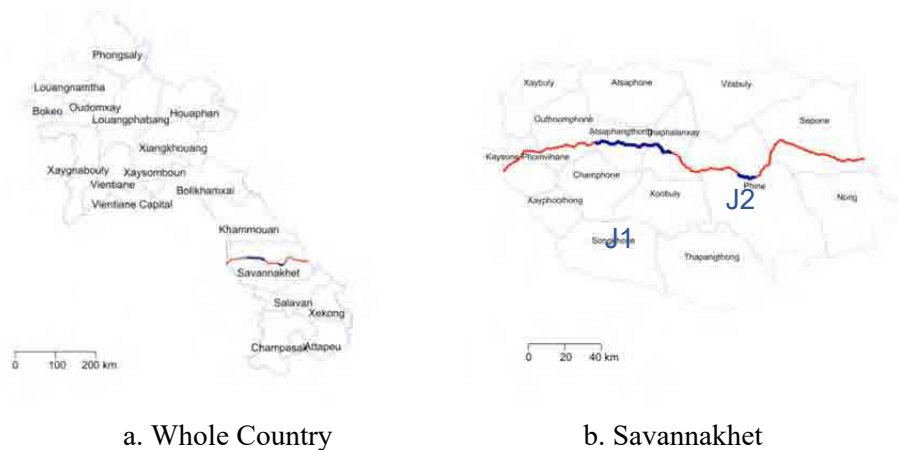 Phongsaly
Louangnamtha
Bokeo
Oudomxay
Louangphabang
Houaphan
Xiangkhouang
Xaygnabouly
Xaysomboun
Vientiane
Bolikhamxai
Vientiane Capital
Khammouan
Savannakhet
Salavan
Xekong
Champasak
Attapeu
0 100 200 km
a. Whole Country
Xaybuly
Atsaphone
Vilabuly
Outhoomphone
Sepone
Atsaphangthong
Phalanxay
Kaysone Phomvihane
Champhone
Phine
Xayphoothong
Xoobuly
Nong
J2
J1
Thapangthong
0 20 40 km
b. Savannakhet